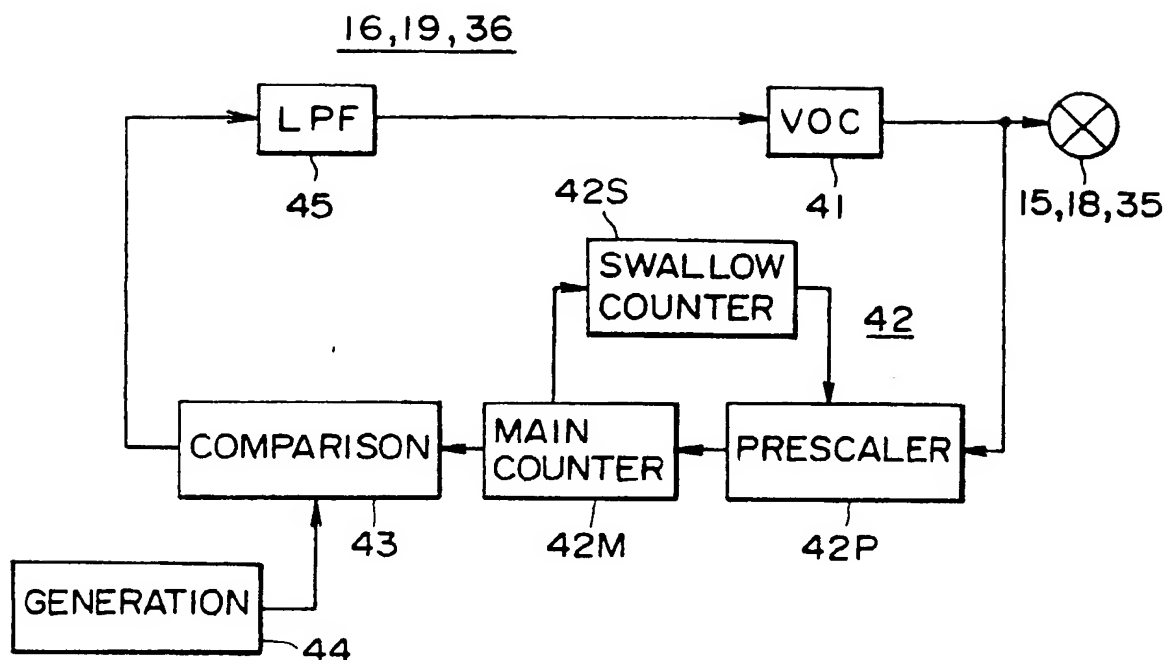 16,19,36
LPF
45
VOC
41
15,18,35
42S
SWALLOW
COUNTER
42
COMPARISON
43
MAIN
COUNTER
42M
PRESCALER
42P
GENERATION
44